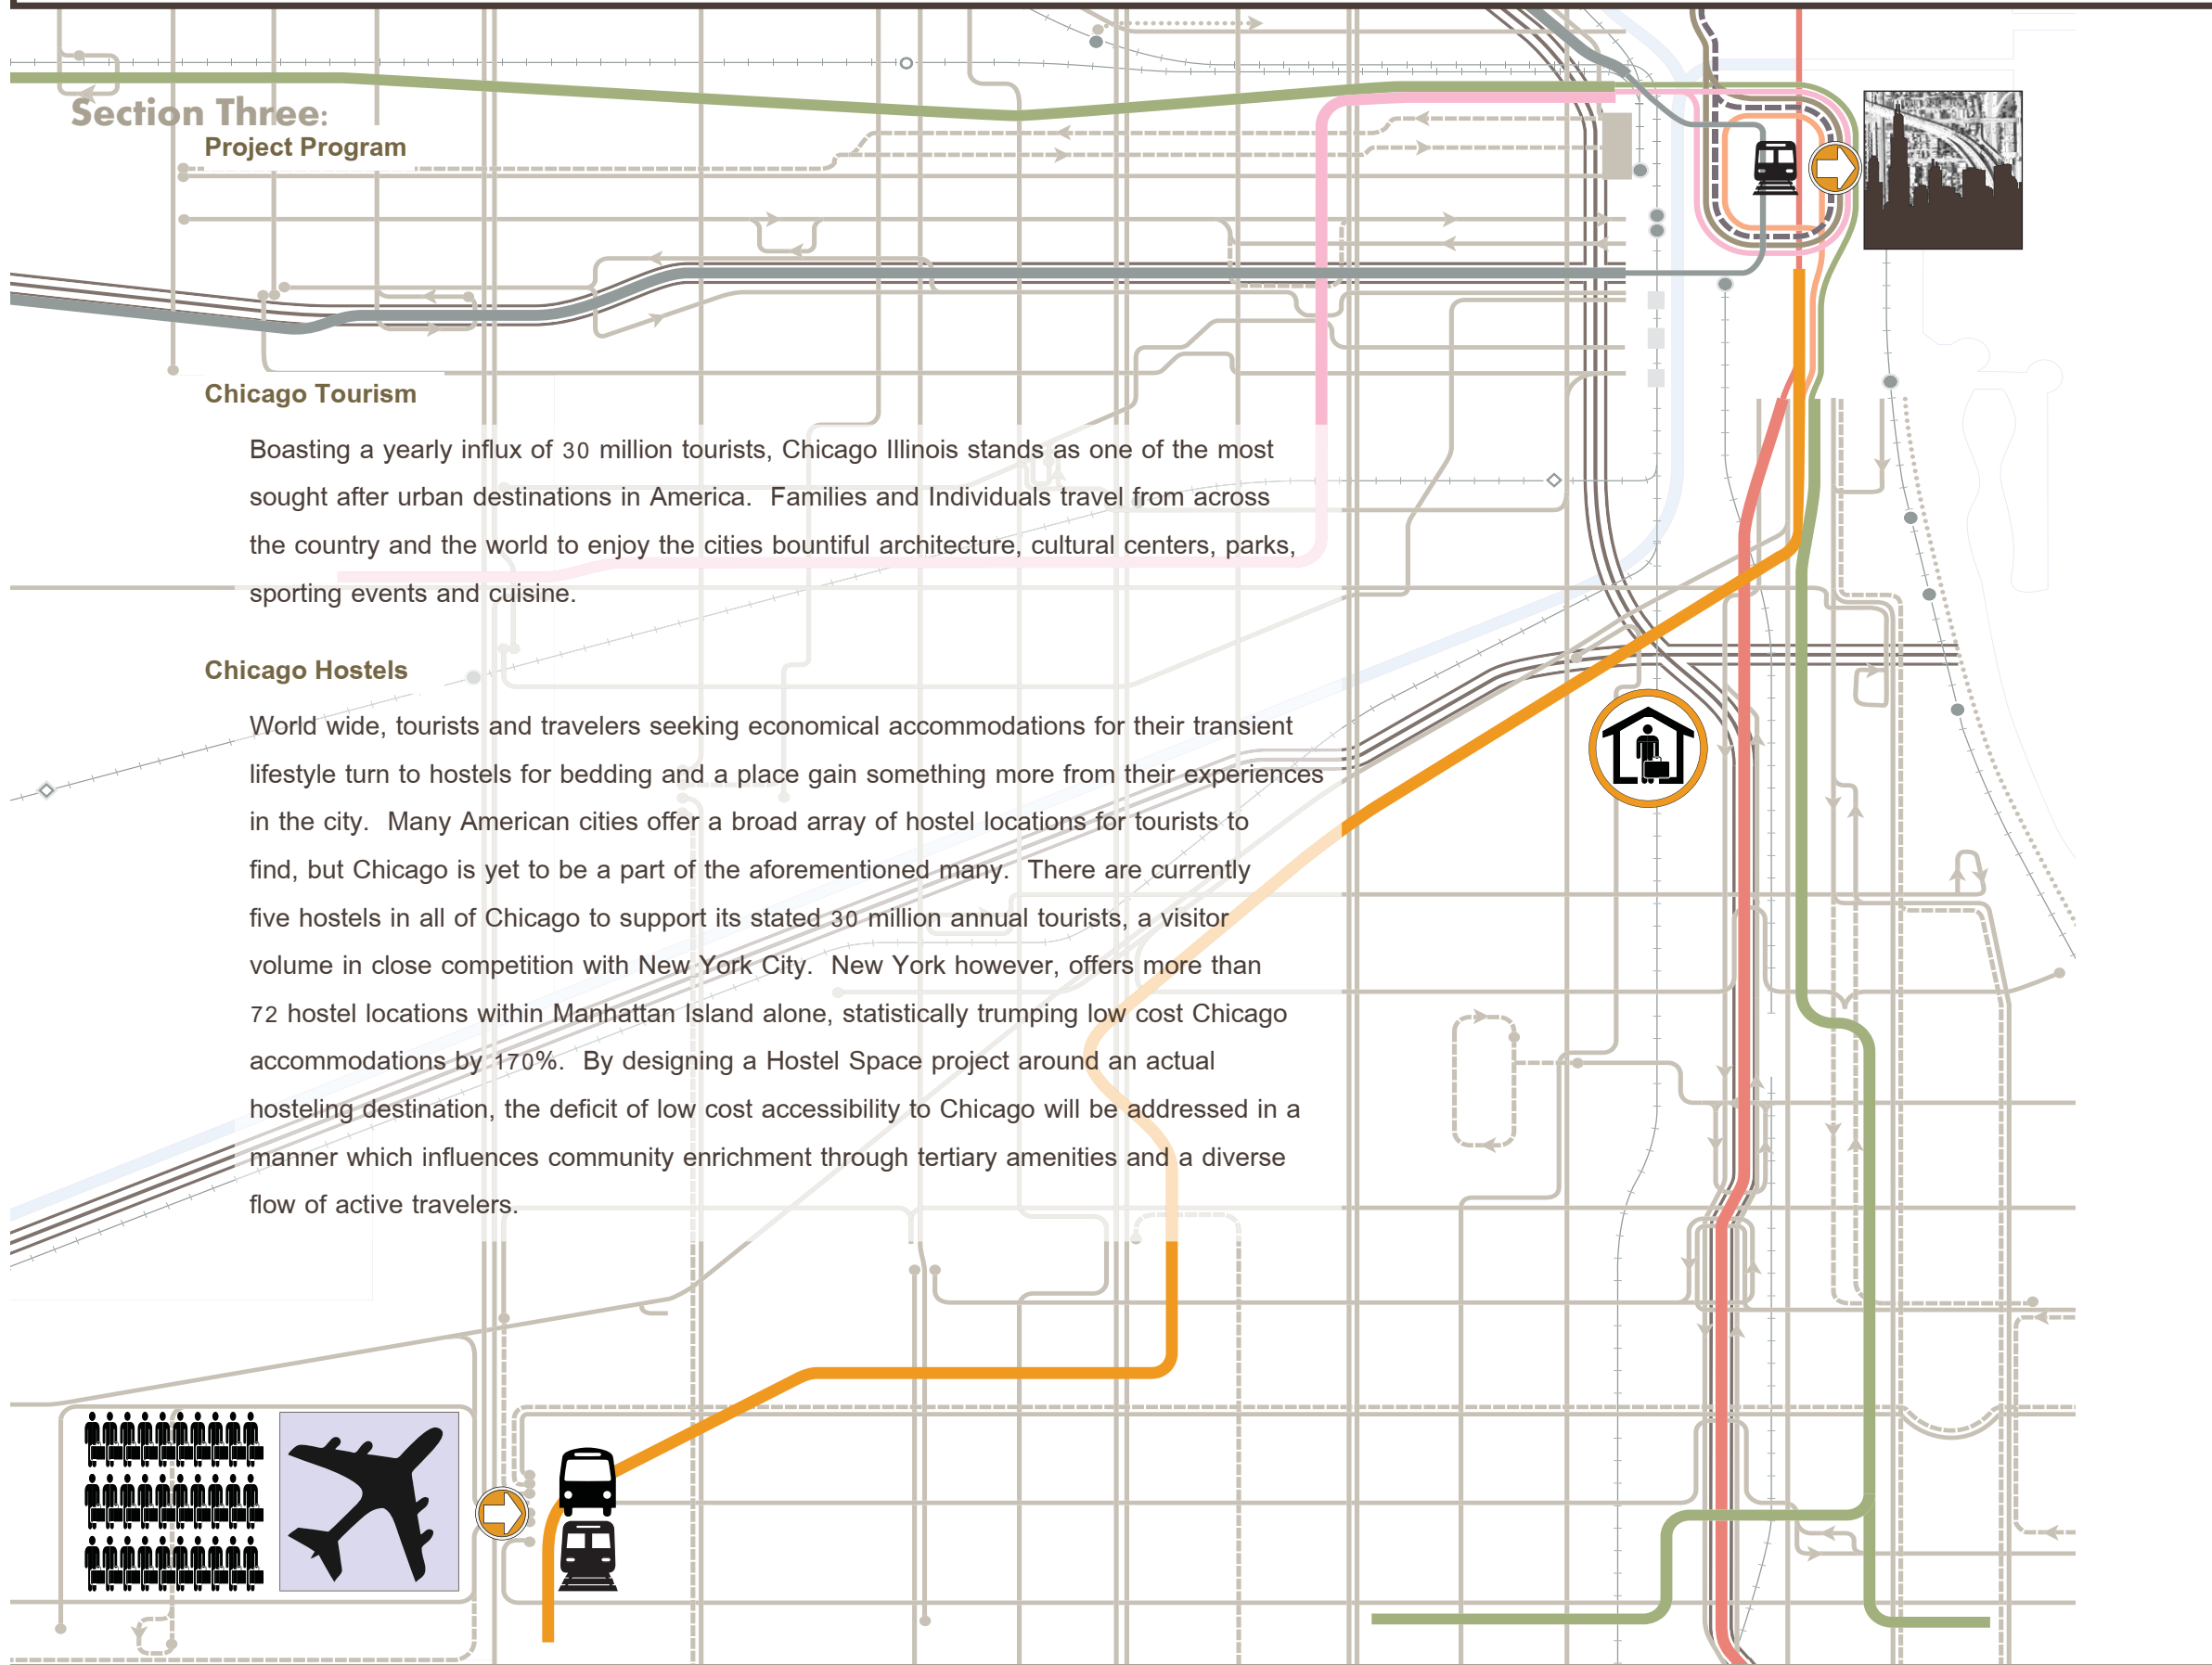 Section Three:
Project Program
Chicago Tourism
Boasting a yearly influx of 30 million tourists, Chicago Illinois stands as one of the most
sought after urban destinations in America.  Families and Individuals travel from across
the country and the world to enjoy the cities bountiful architecture, cultural centers, parks,
sporting events and cuisine.
Chicago Hostels
World wide, tourists and travelers seeking economical accommodations for their transient
lifestyle turn to hostels for bedding and a place gain something more from their experiences
in the city.  Many American cities offer a broad array of hostel locations for tourists to
find, but Chicago is yet to be a part of the aforementioned many.  There are currently
five hostels in all of Chicago to support its stated 30 million annual tourists, a visitor
volume in close competition with New York City.  New York however, offers more than
72 hostel locations within Manhattan Island alone, statistically trumping low cost Chicago
accommodations by 170%.  By designing a Hostel Space project around an actual
hosteling destination, the deficit of low cost accessibility to Chicago will be addressed in a
manner which influences community enrichment through tertiary amenities and a diverse
flow of active travelers.